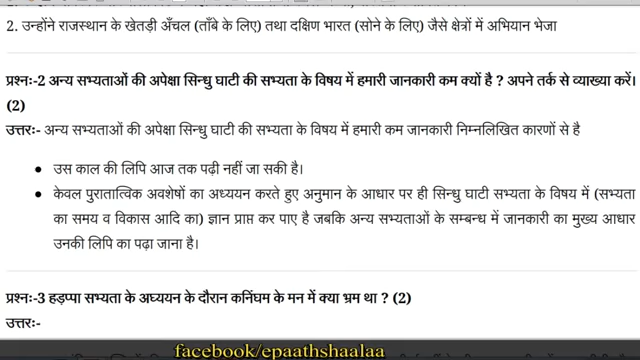 2. उन्होंने राजस्थान के खेतड़ी अँचल (ताँबे के लिए) तथा दक्षिण भारत (सोने के लिए) जैसे क्षेत्रों में अभियान भेजा
प्रश्नः-2 अन्य सभ्यताओं की अपेक्षा सिन्धु घाटी की सभ्यता के विषय में हमारी जानकारी कम क्यों है ? अपने तर्क से व्याख्या करें।
(2)
उत्तरः- अन्य सभ्यताओं की अपेक्षा सिन्धु घाटी की सभ्यता के विषय में हमारी कम जानकारी निम्नलिखित कारणों से है
● उस काल की लिपि आज तक पढ़ी नहीं जा सकी है।
● केवल पुरातात्विक अवशेषों का अध्ययन करते हुए अनुमान के आधार पर ही सिन्धु घाटी सभ्यता के विषय में (सभ्यता
का समय व विकास आदि का) ज्ञान प्राप्त कर पाए है जबकि अन्य सभ्यताओं के सम्बन्ध में जानकारी का मुख्य आधार
उनकी लिपि का पढ़ा जाना है।
प्रश्नः-3 हड़प्पा सभ्यता के अघ्ययन के दौरान कनिंघम के मन में क्या भ्रम था ? (2)
उत्तरः-
facebook/epaathshaalaa